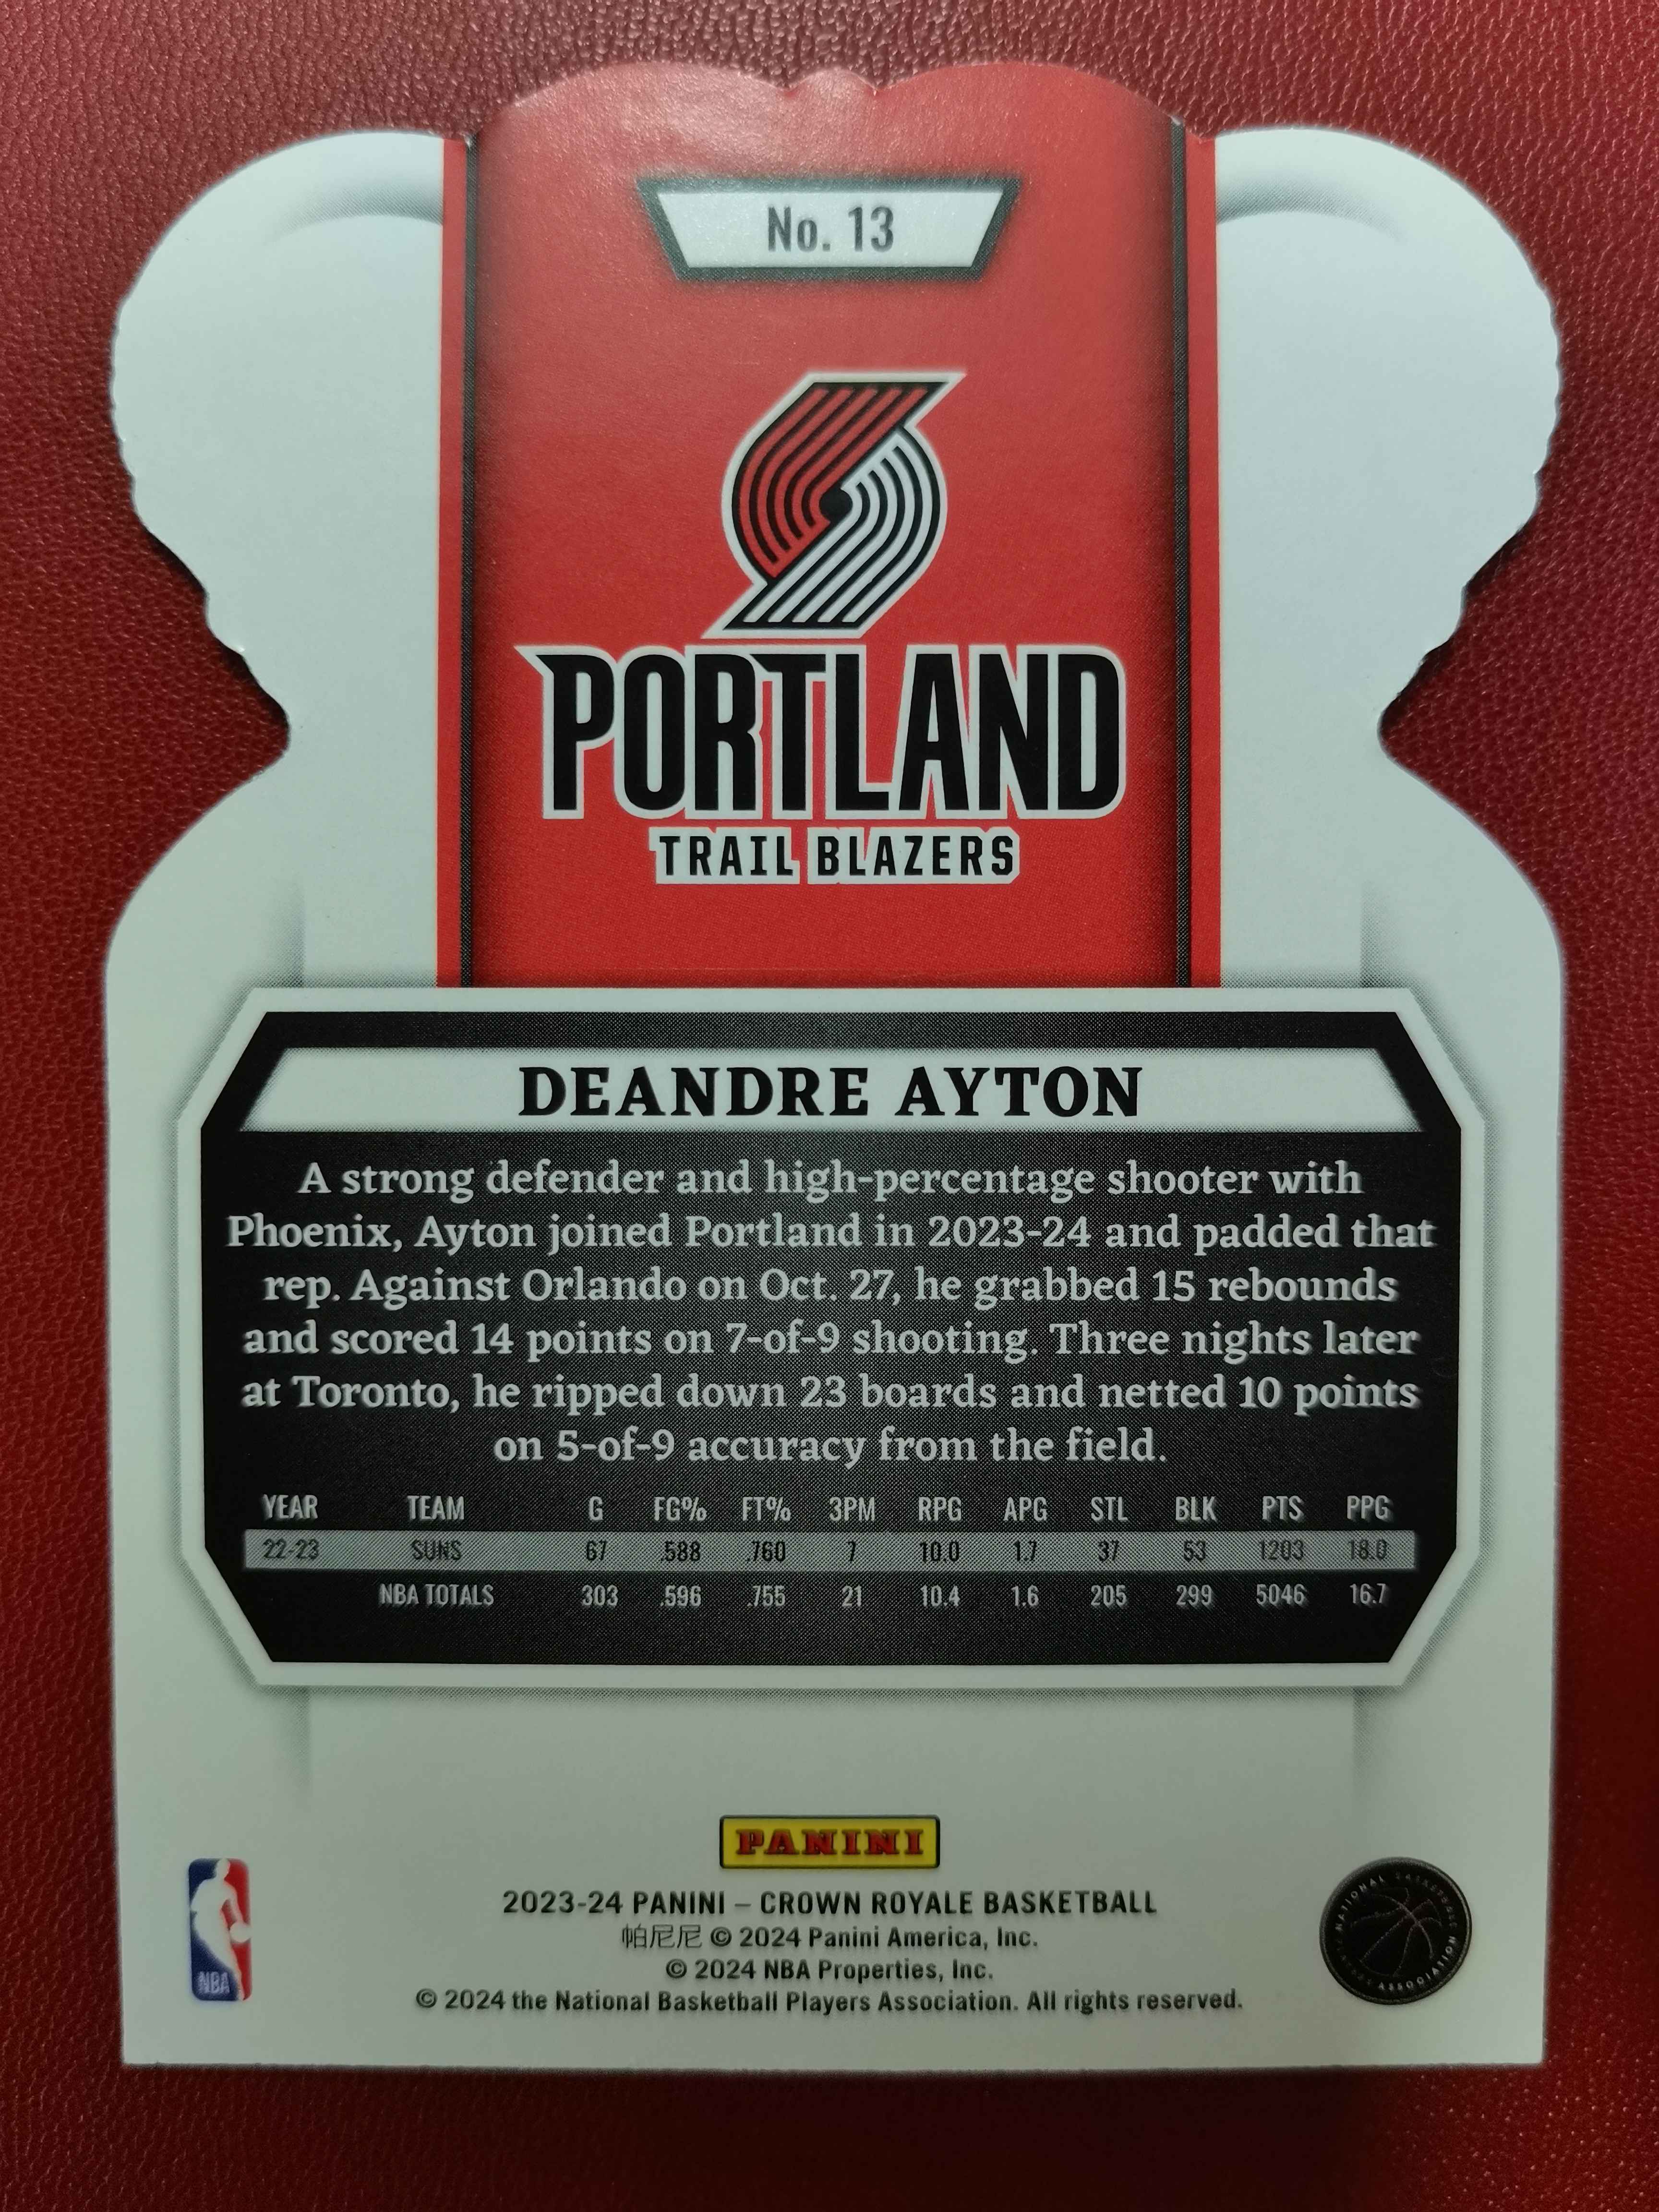 No. 13
PORTLAND
TRAIL BLAZERS
DEANDRE AYTON
A strong defender and high-percentage shooter with
Phoenix, Ayton joined Portland in 2023-24 and padded that
rep. Against Orlando on Oct. 27, he grabbed 15 rebounds
and scored 14 points on 7-of-9 shooting. Three nights later
at Toronto, he ripped down 23 boards and netted 10 points
on 5-of-9 accuracy from the field.
YEAR TEAM G FG% FT% 3PM RPG APG STL BLK PTS PPG
22-23 SUNS 67 .588 .760 7 10.0 1.7 37 53 1203 18.0
NBA TOTALS 303 .596 .755 21 10.4 1.6 205 299 5046 16.7
PANINI
2023-24 PANINI – CROWN ROYALE BASKETBALL
帕尼尼 © 2024 Panini America, Inc.
© 2024 NBA Properties, Inc.
© 2024 the National Basketball Players Association. All rights reserved.
NBA
NATIONAL BASKETBALL PLAYERS ASSOCIATION